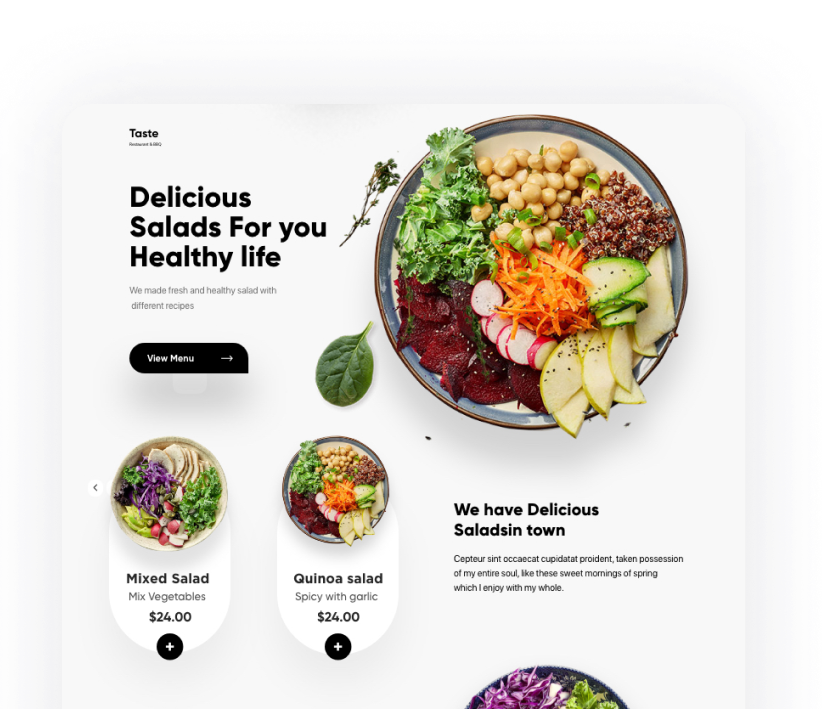 Taste
Restaurant & BBQ
Delicious
Salads For you
Healthy life
We made fresh and healthy salad with
different recipes
View Menu
Mixed Salad
Mix Vegetables
$24.00
Quinoa salad
Spicy with garlic
$24.00
We have Delicious
Saladsin town
Cepteur sint occaecat cupidatat proident, taken possession
of my entire soul, like these sweet mornings of spring
which I enjoy with my whole.